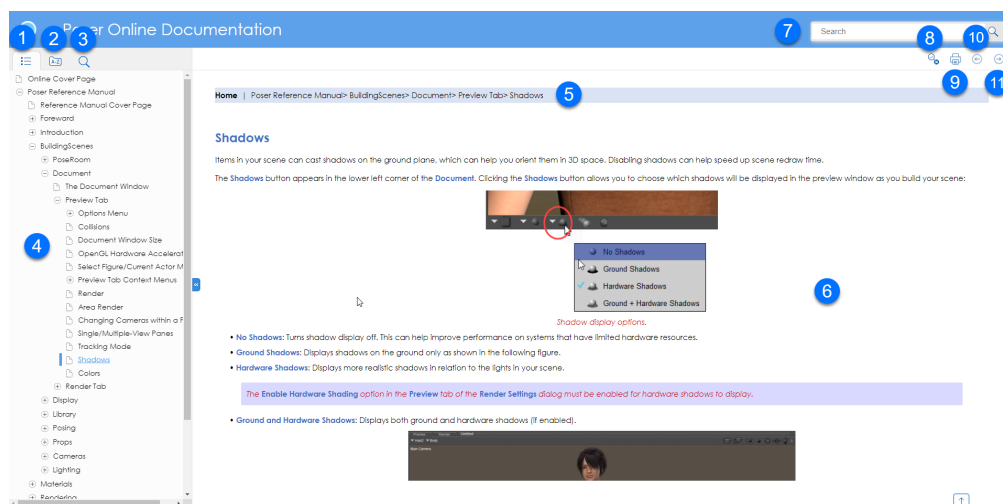 Poser Online Documentation
1
2
3
7
Search
8
10
9
11
A-Z
Online Cover Page
Poser Reference Manual
Reference Manual Cover Page
Foreward
Introduction
BuildingScenes
PoseRoom
Document
The Document Window
Preview Tab
Options Menu
Collisions
Document Window Size
OpenGL Hardware Accelerat
Select Figure/Current Actor M
Preview Tab Context Menus
Render
Area Render
Changing Cameras within a F
Single/Multiple-View Panes
Tracking Mode
Shadows
Colors
Render Tab
Display
Library
Posing
Props
Cameras
Lighting
Materials
Rendering
4
Home | Poser Reference Manual> BuildingScenes> Document> Preview Tab> Shadows
5
Shadows
Items in your scene can cast shadows on the ground plane, which can help you orient them in 3D space. Disabling shadows can help speed up scene redraw time.
The Shadows button appears in the lower left corner of the Document. Clicking the Shadows button allows you to choose which shadows will be displayed in the preview window as you build your scene:
No Shadows
Ground Shadows
Hardware Shadows
Ground + Hardware Shadows
6
Shadow display options.
• No Shadows: Turns shadow display off. This can help improve performance on systems that have limited hardware resources.
• Ground Shadows: Displays shadows on the ground only as shown in the following figure.
• Hardware Shadows: Displays more realistic shadows in relation to the lights in your scene.
The Enable Hardware Shading option in the Preview tab of the Render Settings dialog must be enabled for hardware shadows to display.
• Ground and Hardware Shadows: Displays both ground and hardware shadows (if enabled).
Preview Render Untitled
Main Camera